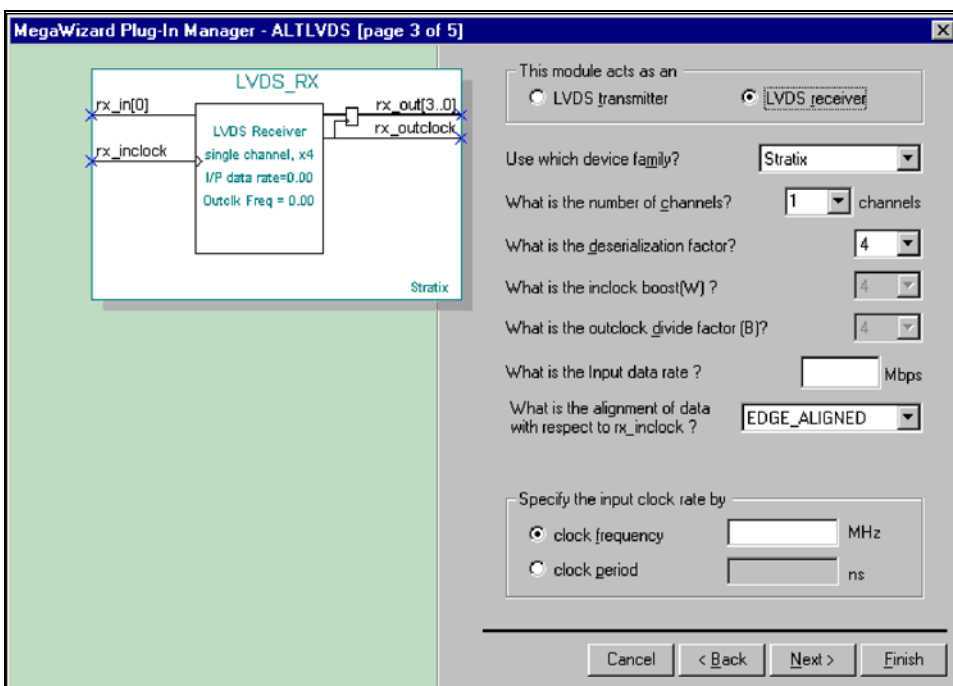 MegaWizard Plug-In Manager - ALTLVDS [page 3 of 5]
LVDS_RX
rx_in[0]
rx_out[3..0]
rx_outclock
rx_inclock
LVDS Receiver
single channel, x4
I/P data rate=0.00
Outclk Freq = 0.00
Stratix
This module acts as an
LVDS transmitter
LVDS receiver
Use which device family?
Stratix
What is the number of channels?
1
channels
What is the deserialization factor?
4
What is the inclock boost(W) ?
4
What is the outclock divide factor (B)?
4
What is the Input data rate ?
Mbps
What is the alignment of data
with respect to rx_inclock ?
EDGE_ALIGNED
Specify the input clock rate by
clock frequency
MHz
clock period
ns
Cancel
< Back
Next >
Finish